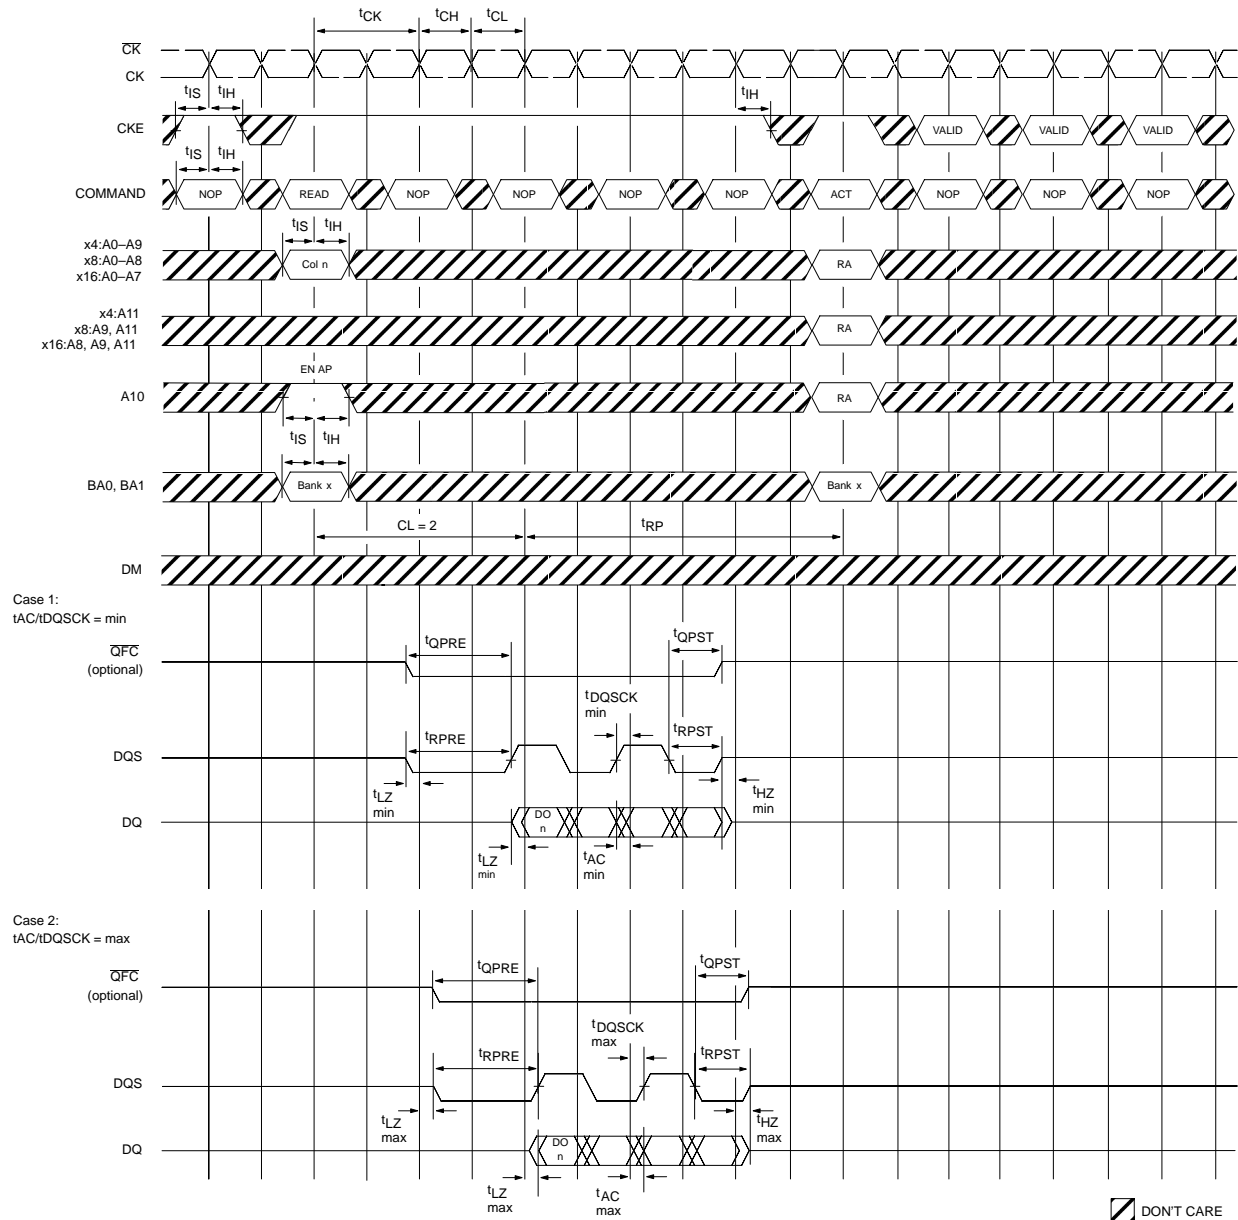 tCK tCH tCL
CK
CK
tIS tIH tIH
CKE VALID VALID VALID
tIS tIH
COMMAND NOP READ NOP NOP NOP NOP ACT NOP NOP NOP
tIS tIH
x4:A0–A9
x8:A0–A8
x16:A0–A7
Col n RA
x4:A11
x8:A9, A11
x16:A8, A9, A11
RA
EN AP
A10 RA
tIS tIH
BA0, BA1 Bank x Bank x
CL = 2 tRP
DM
Case 1:
tAC/tDQSCK = min
tQPRE tQPST
QFC
(optional)
tDQSCK
min
tRPRE tRPST
DQS
tLZ
min
tHZ
min
DQ DO
n
tLZ
min
tAC
min
Case 2:
tAC/tDQSCK = max
tQPRE tQPST
QFC
(optional)
tDQSCK
max
tRPRE tRPST
DQS
tLZ
max
tHZ
max
DQ DO
n
tLZ
max
tAC
max
DON'T CARE